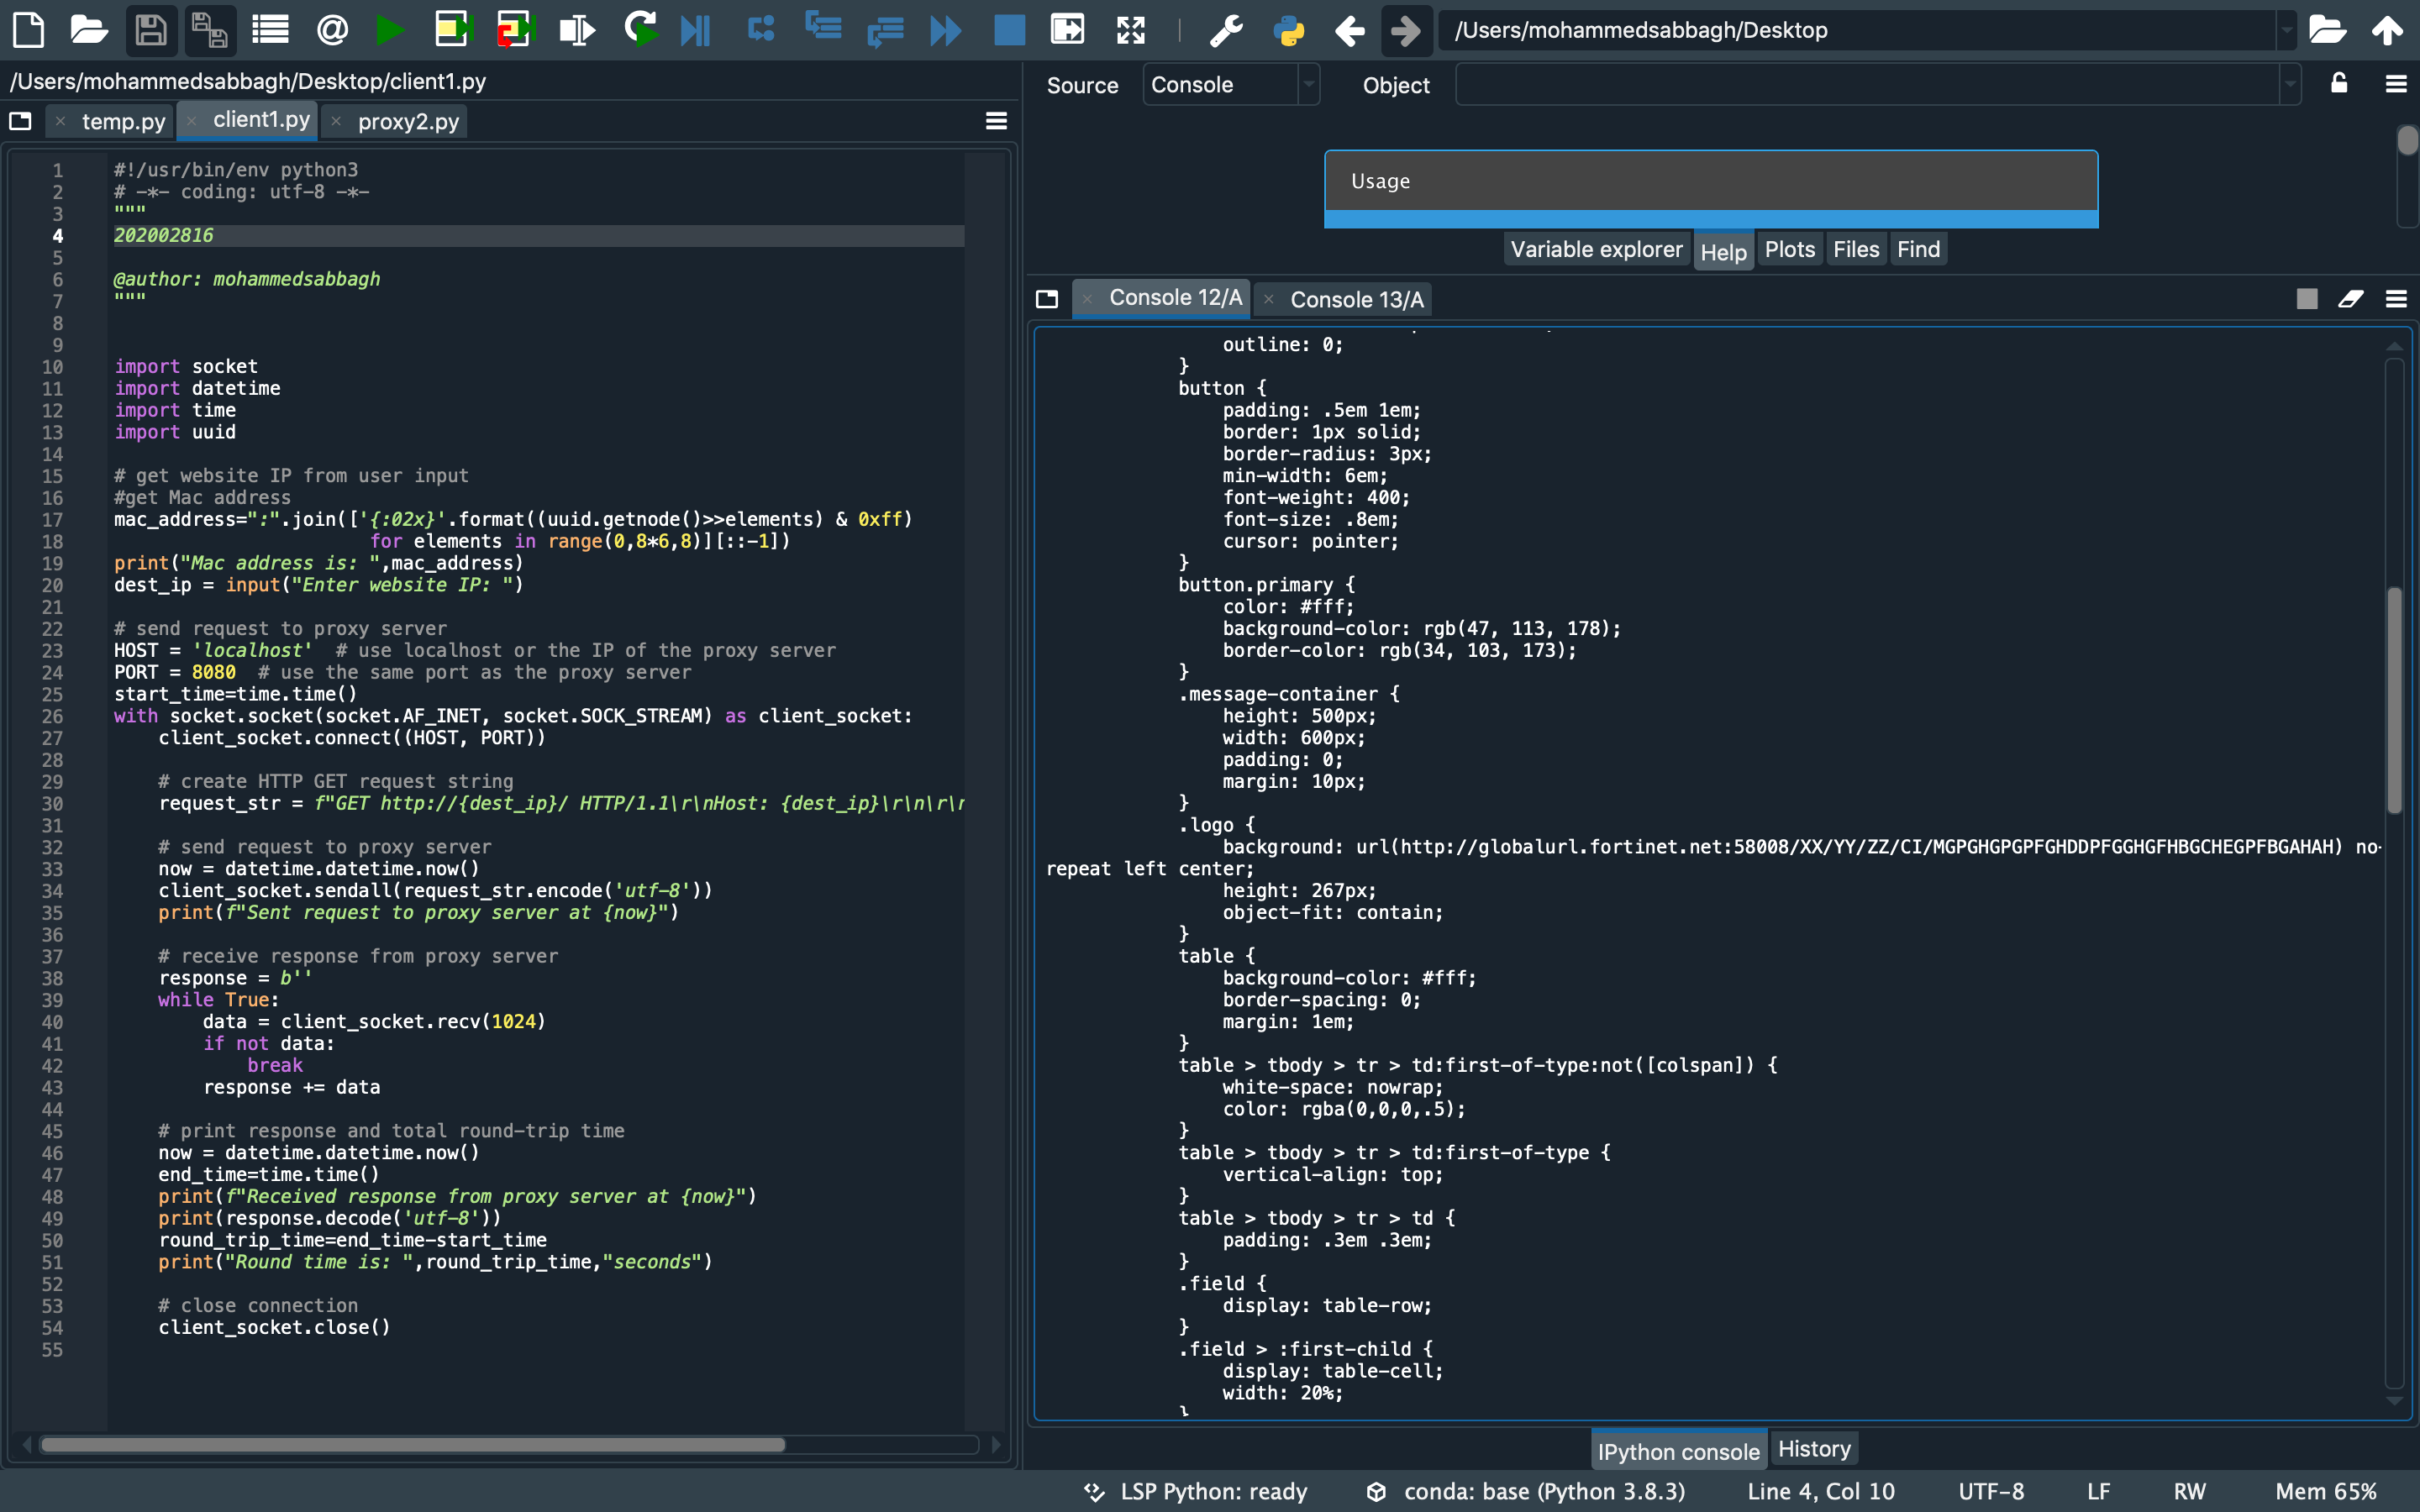 /Users/mohammedsabbagh/Desktop
/Users/mohammedsabbagh/Desktop/client1.py
temp.py
client1.py
proxy2.py
1 #!/usr/bin/env python3
2 # -*- coding: utf-8 -*-
3 """
4 202002816
5
6 @author: mohammedsabbagh
7 """
8
9
10 import socket
11 import datetime
12 import time
13 import uuid
14
15 # get website IP from user input
16 #get Mac address
17 mac_address=":".join(['{:02x}'.format((uuid.getnode()>>elements) & 0xff)
18 for elements in range(0,8*6,8)][::-1])
19 print("Mac address is: ",mac_address)
20 dest_ip = input("Enter website IP: ")
21
22 # send request to proxy server
23 HOST = 'localhost'  # use localhost or the IP of the proxy server
24 PORT = 8080  # use the same port as the proxy server
25 start_time=time.time()
26 with socket.socket(socket.AF_INET, socket.SOCK_STREAM) as client_socket:
27     client_socket.connect((HOST, PORT))
28
29     # create HTTP GET request string
30     request_str = f"GET http://{dest_ip}/ HTTP/1.1\r\nHost: {dest_ip}\r\n\r\r
31
32     # send request to proxy server
33     now = datetime.datetime.now()
34     client_socket.sendall(request_str.encode('utf-8'))
35     print(f"Sent request to proxy server at {now}")
36
37     # receive response from proxy server
38     response = b''
39     while True:
40         data = client_socket.recv(1024)
41         if not data:
42             break
43         response += data
44
45     # print response and total round-trip time
46     now = datetime.datetime.now()
47     end_time=time.time()
48     print(f"Received response from proxy server at {now}")
49     print(response.decode('utf-8'))
50     round_trip_time=end_time-start_time
51     print("Round time is: ",round_trip_time,"seconds")
52
53     # close connection
54     client_socket.close()
55
Source Console Object
Usage
Variable explorer Help Plots Files Find
Console 12/A
Console 13/A
outline: 0;
}
button {
padding: .5em 1em;
border: 1px solid;
border-radius: 3px;
min-width: 6em;
font-weight: 400;
font-size: .8em;
cursor: pointer;
}
button.primary {
color: #fff;
background-color: rgb(47, 113, 178);
border-color: rgb(34, 103, 173);
}
.message-container {
height: 500px;
width: 600px;
padding: 0;
margin: 10px;
}
.logo {
background: url(http://globalurl.fortinet.net:58008/XX/YY/ZZ/CI/MGPGHGPGPFGHDDPFGGHGFHBGCHEGPFBGAHAH) no-
repeat left center;
height: 267px;
object-fit: contain;
}
table {
background-color: #fff;
border-spacing: 0;
margin: 1em;
}
table > tbody > tr > td:first-of-type:not([colspan]) {
white-space: nowrap;
color: rgba(0,0,0,.5);
}
table > tbody > tr > td:first-of-type {
vertical-align: top;
}
table > tbody > tr > td {
padding: .3em .3em;
}
.field {
display: table-row;
}
.field > :first-child {
display: table-cell;
width: 20%;
}
IPython console History
LSP Python: ready conda: base (Python 3.8.3) Line 4, Col 10 UTF-8 LF RW Mem 65%